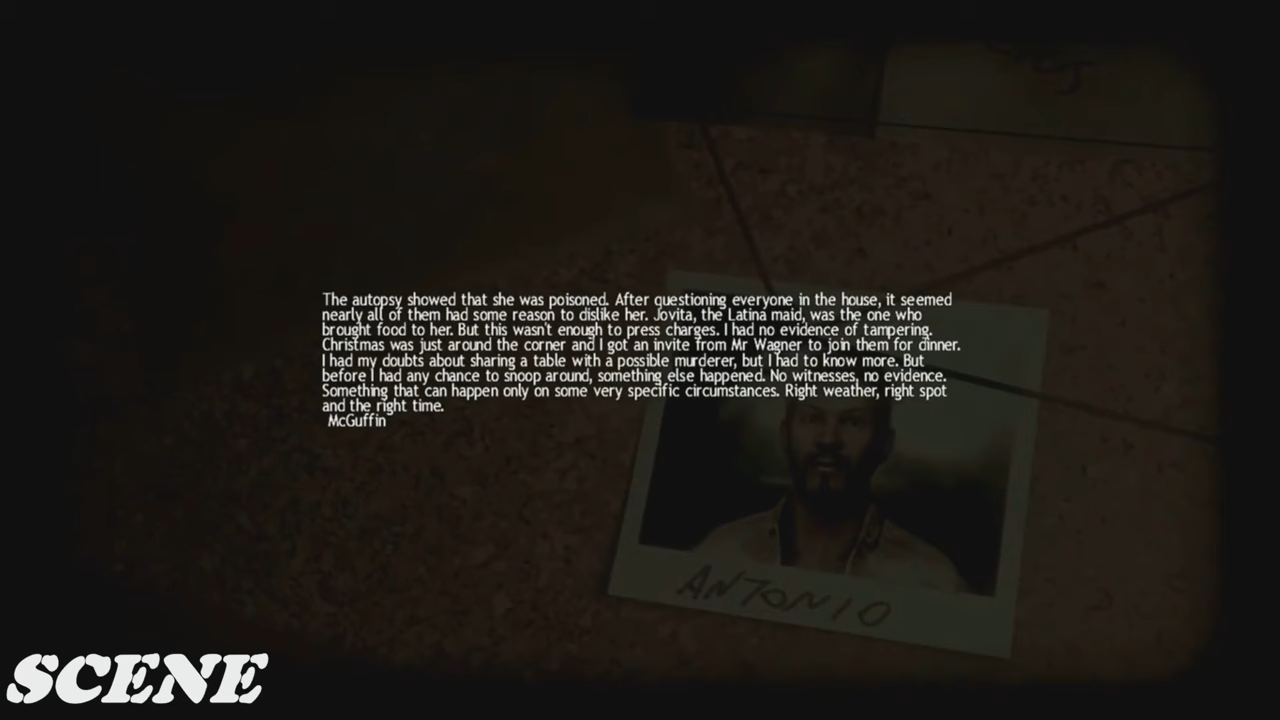 The autopsy showed that she was poisoned. After questioning everyone in the house, it seemed
nearly all of them had some reason to dislike her. Jovita, the Latina maid, was the one who
brought food to her. But this wasn't enough to press charges. I had no evidence of tampering.
Christmas was just around the corner and I got an invite from Mr Wagner to join them for dinner.
I had my doubts about sharing a table with a possible murderer, but I had to know more. But
before I had any chance to snoop around, something else happened. No witnesses, no evidence.
Something that can happen only on some very specific circumstances. Right weather, right spot
and the right time.
McGuffin
ANTONIO
SCENE